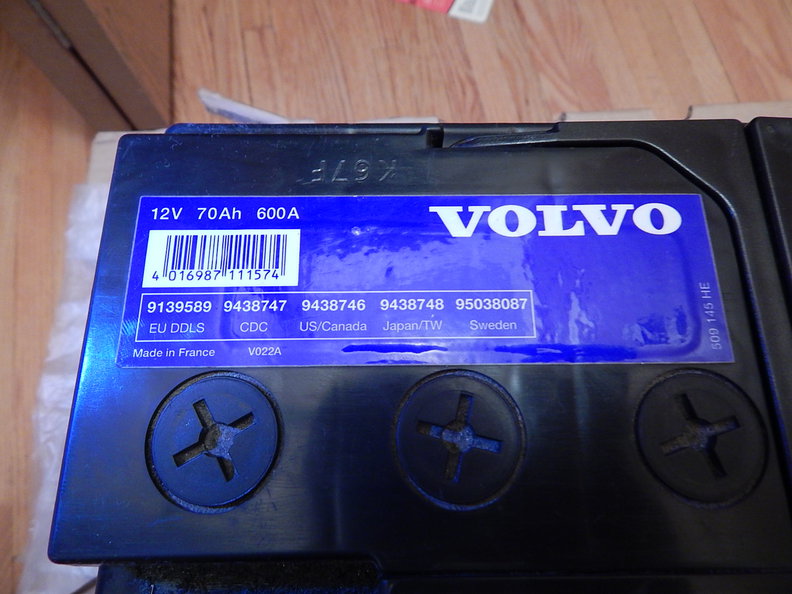 K67F
12V 70Ah 600A
VOLVO
4 016987 111574
9139589 9438747 9438746 9438748 95038087
EU DDLS CDC US/Canada Japan/TW Sweden
Made in France V022A
509 145 HE